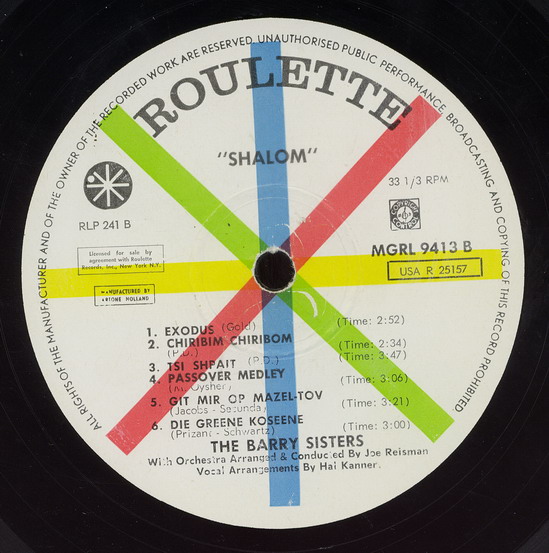 ALL RIGHTS OF THE MANUFACTURER AND OF THE OWNER OF THE RECORDED WORK ARE RESERVED. UNAUTHORISED PUBLIC PERFORMANCE BROADCASTING AND COPYING OF THIS RECORD PROHIBITED
ROULETTE
"SHALOM"
33 1/3 RPM
RLP 241 B
COPYRIGHT CONTROL
MGRL 9413 B
USA R 25157
Licensed for sale by
agreement with Roulette
Records, Inc., New York N.Y.
MANUFACTURED BY
ARTONE HOLLAND
1. EXODUS (Gold) (Time: 2:52)
2. CHIRIBIM CHIRIBOM (Time: 2:34)
(P.D.) (Time: 3:47)
3. TSI SHPAIT (P.D.)
4. PASSOVER MEDLEY (Time: 3:06)
(M. Oysher)
5. GIT MIR OP MAZEL-TOV (Time: 3:21)
(Jacobs - Secunda)
6. DIE GREENE KOSEENE (Time: 3:00)
(Prizant - Schwartz)
THE BARRY SISTERS
With Orchestra Arranged & Conducted By Joe Reisman
Vocal Arrangements By Hai Kanner.